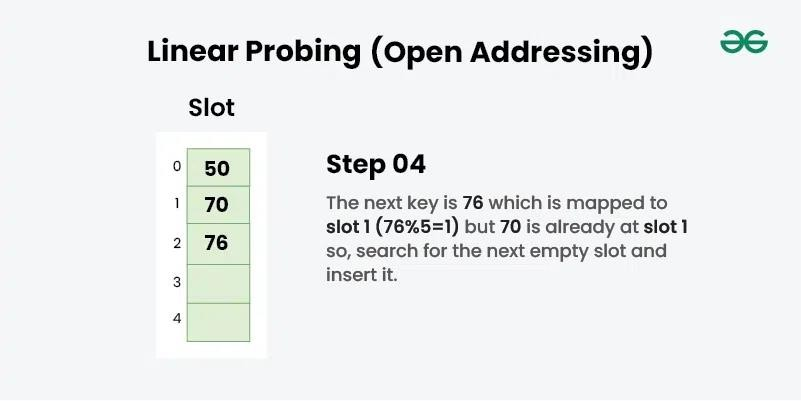 Linear Probing (Open Addressing)
Slot
0 50
1 70
2 76
3
4
Step 04
The next key is 76 which is mapped to
slot 1 (76%5=1) but 70 is already at slot 1
so, search for the next empty slot and
insert it.